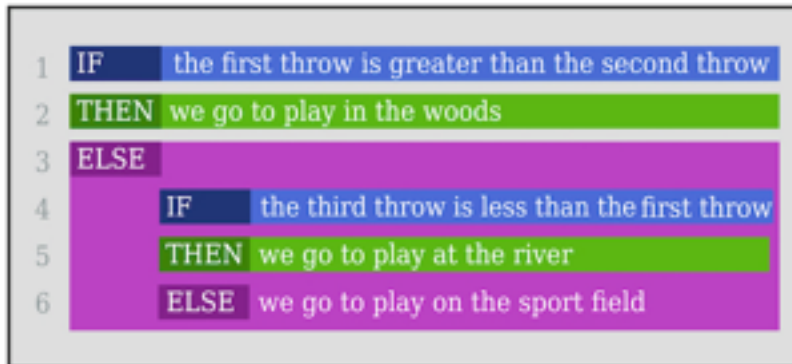 1 IF the first throw is greater than the second throw
2 THEN we go to play in the woods
3 ELSE
4 IF the third throw is less than the first throw
5 THEN we go to play at the river
6 ELSE we go to play on the sport field